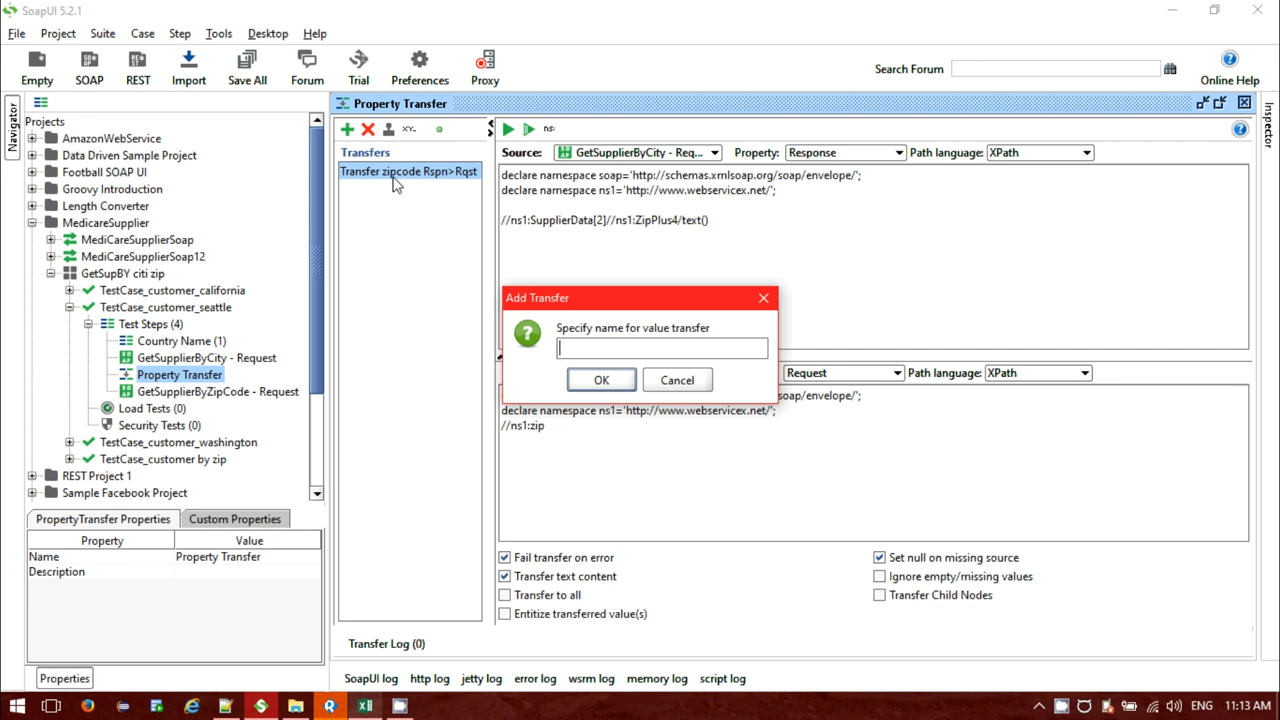 SoapUI 5.2.1
File Project Suite Case Step Tools Desktop Help
Empty SOAP REST Import Save All Forum Trial Preferences Proxy
Search Forum
Online Help
Navigator
Projects
AmazonWebService
Data Driven Sample Project
Football SOAP UI
Groovy Introduction
Length Converter
MedicareSupplier
MediCareSupplierSoap
MediCareSupplierSoap12
GetSupBY citi zip
TestCase_customer_california
TestCase_customer_seattle
Test Steps (4)
Country Name (1)
GetSupplierByCity - Request
Property Transfer
GetSupplierByZipCode - Request
Load Tests (0)
Security Tests (0)
TestCase_customer_washington
TestCase_customer by zip
REST Project 1
Sample Facebook Project
PropertyTransfer Properties Custom Properties
Property Value
Name Property Transfer
Description
Properties
Property Transfer
Transfers
Transfer zipcode Rspn>Rqst
Source: GetSupplierByCity - Req... Property: Response Path language: XPath
declare namespace soap='http://schemas.xmlsoap.org/soap/envelope/';
declare namespace ns1='http://www.webservicex.net/';
//ns1:SupplierData[2]//ns1:ZipPlus4/text()
Add Transfer
Specify name for value transfer
OK Cancel
Request Path language: XPath
soap/envelope/';
declare namespace ns1='http://www.webservicex.net/';
//ns1:zip
Fail transfer on error Set null on missing source
Transfer text content Ignore empty/missing values
Transfer to all Transfer Child Nodes
Entitize transferred value(s)
Transfer Log (0)
SoapUI log http log jetty log error log wsrm log memory log script log
Inspector
ENG 11:13 AM